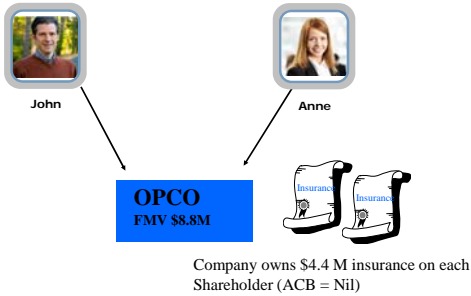 John
Anne
OPCO
FMV $8.8M
Insurance
Insurance
Company owns $4.4 M insurance on each
Shareholder (ACB = Nil)